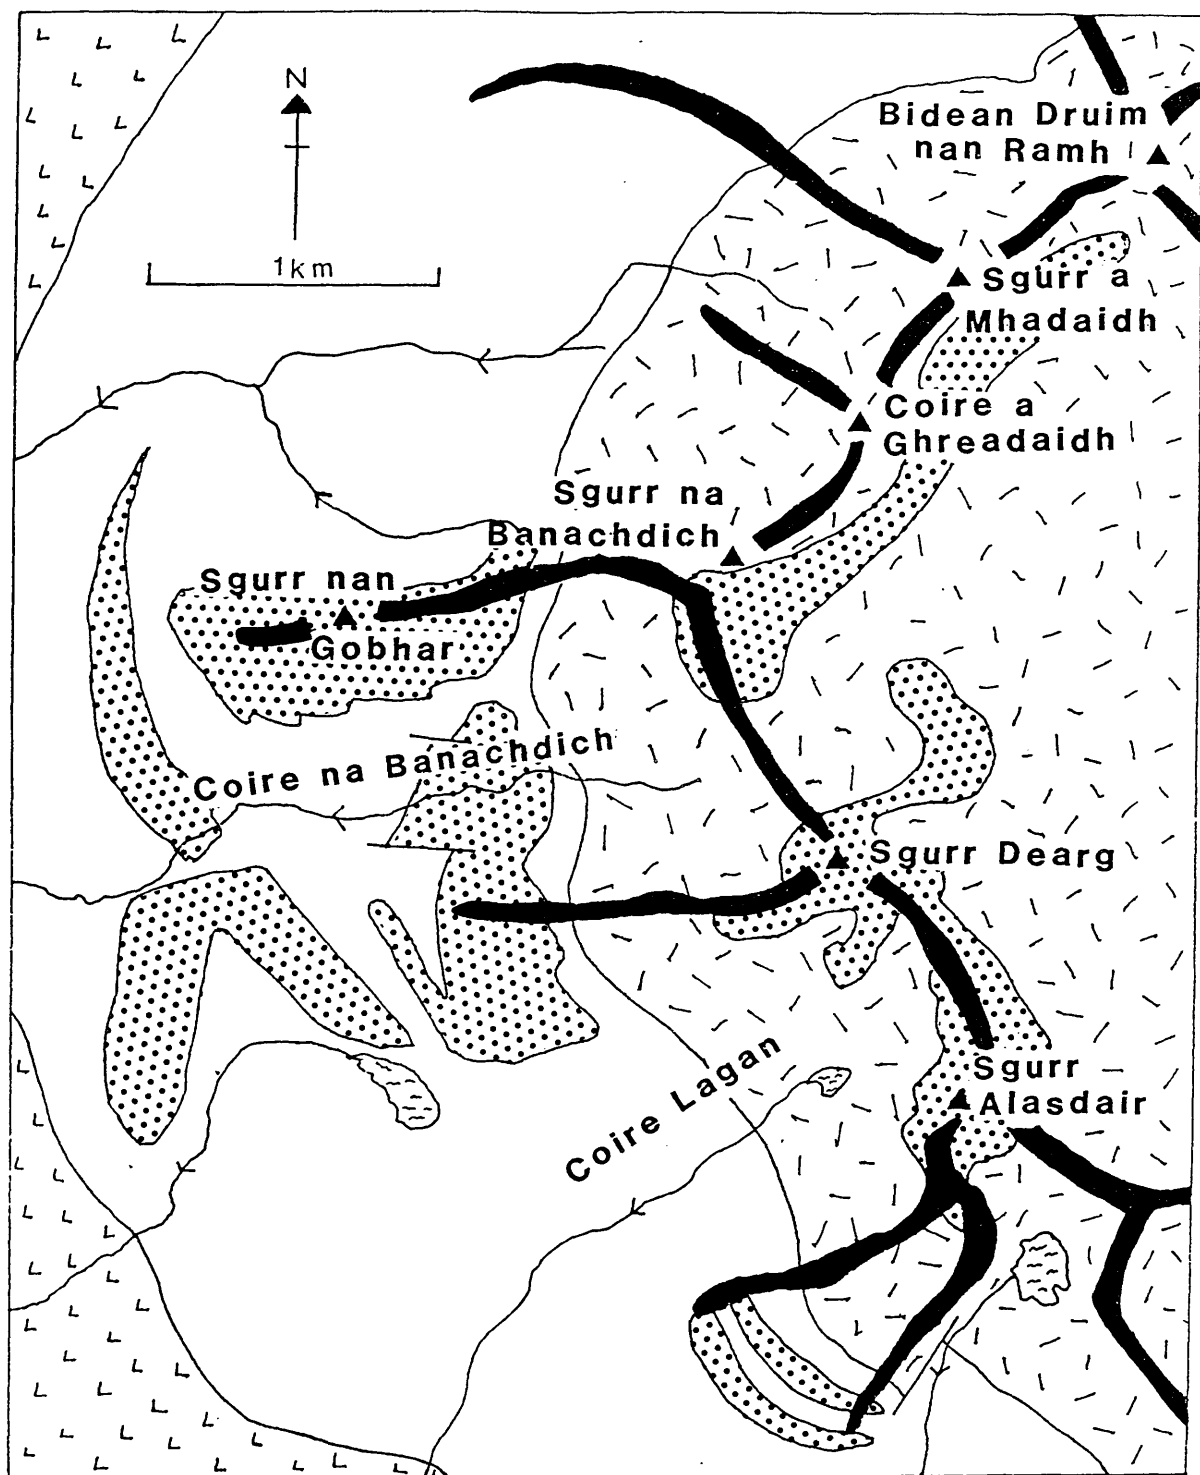 N
1km
Bidean Druim
nan Ramh
Sgurr a
Mhadaidh
Coire a
Ghreadaidh
Sgurr na
Banachdich
Sgurr nan
Gobhar
Coire na Banachdich
Sgurr Dearg
Sgurr
Alasdair
Coire Lagan